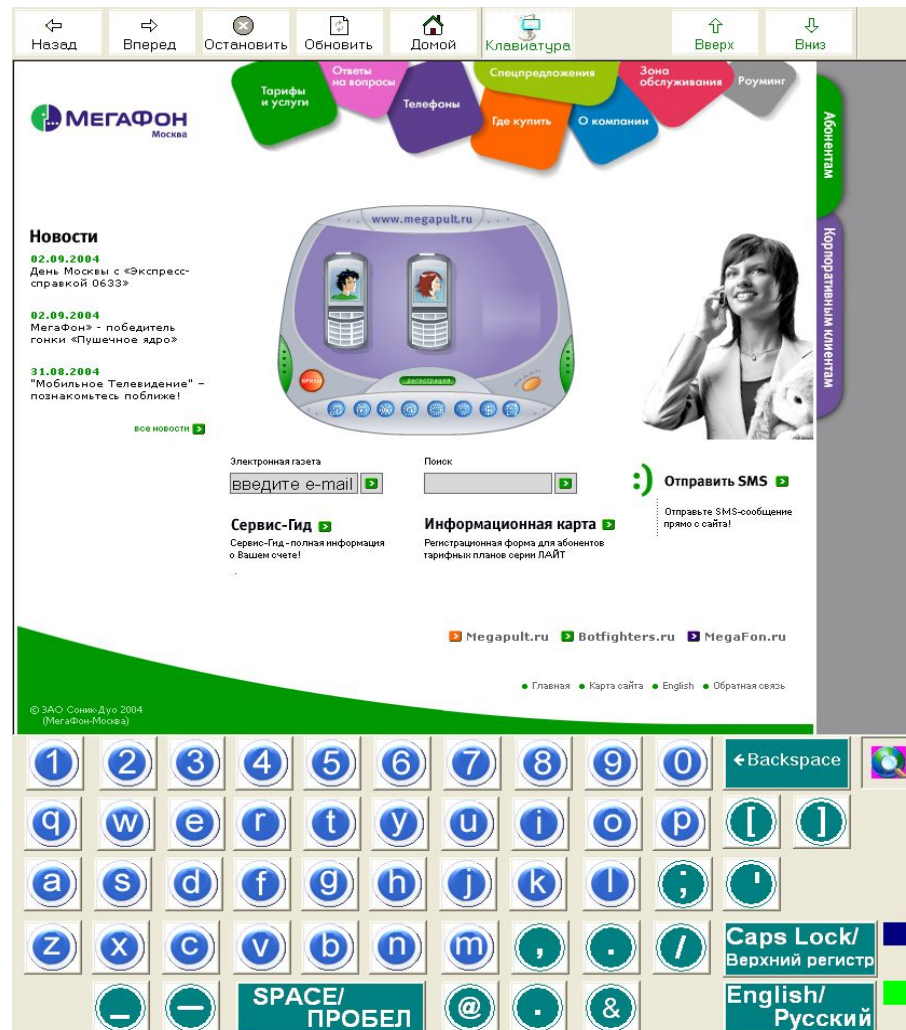 Назад
Вперед
Остановить
Обновить
Домой
Клавиатура
Вверх
Вниз
МегаФон
Москва
Тарифы
и услуги
Ответы
на вопросы
Телефоны
Спецпредложения
Где купить
О компании
Зона
обслуживания
Роуминг
Абонентам
Корпоративным клиентам
Новости
02.09.2004
День Москвы с «Экспресс-
справкой 0633»
02.09.2004
МегаФон» - победитель
гонки «Пушечное ядро»
31.08.2004
"Мобильное Телевидение" –
познакомьтесь поближе!
все новости
www.megapult.ru
регистрация
Электронная газета
введите e-mail
Поиск
:) Отправить SMS
Отправьте SMS-сообщение
прямо с сайта!
Сервис-Гид
Сервис-Гид-полная информация
о Вашем счете!
Информационная карта
Регистрационная форма для абонентов
тарифных планов серии ЛАЙТ
Megapult.ru Botfighters.ru MegaFon.ru
Главная Карта сайта English Обратная связь
© ЗАО Соник-Дуо 2004
(МегаФон-Москва)
1 2 3 4 5 6 7 8 9 0 Backspace
q w e r t y u i o p [ ]
a s d f g h j k l ; '
z x c v b n m , . / Caps Lock/
Верхний регистр
_ — SPACE/
ПРОБЕЛ
@ . & English/
Русский